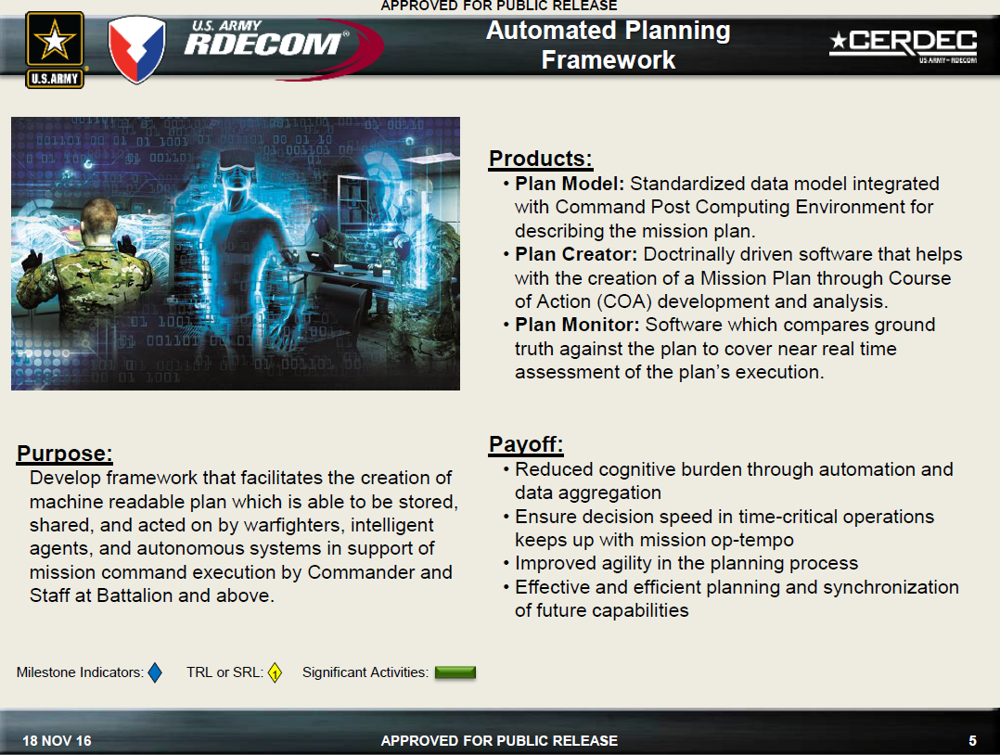 APPROVED FOR PUBLIC RELEASE
U.S.ARMY
U.S. ARMY
RDECOM®
Automated Planning
Framework
CERDEC
US ARMY – RDECOM
Products:
• Plan Model: Standardized data model integrated
with Command Post Computing Environment for
describing the mission plan.
• Plan Creator: Doctrinally driven software that helps
with the creation of a Mission Plan through Course
of Action (COA) development and analysis.
• Plan Monitor: Software which compares ground
truth against the plan to cover near real time
assessment of the plan’s execution.
Purpose:
Develop framework that facilitates the creation of
machine readable plan which is able to be stored,
shared, and acted on by warfighters, intelligent
agents, and autonomous systems in support of
mission command execution by Commander and
Staff at Battalion and above.
Payoff:
• Reduced cognitive burden through automation and
data aggregation
• Ensure decision speed in time-critical operations
keeps up with mission op-tempo
• Improved agility in the planning process
• Effective and efficient planning and synchronization
of future capabilities
Milestone Indicators: TRL or SRL: 1 Significant Activities:
18 NOV 16
APPROVED FOR PUBLIC RELEASE
5